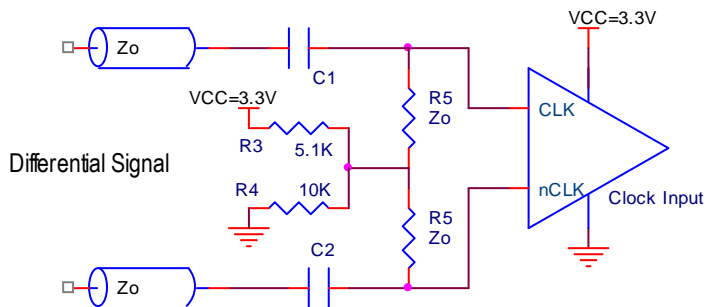 VCC=3.3V
Zo
C1
VCC=3.3V
R5
Zo
CLK
R3
5.1K
Differential Signal
R4
10K
nCLK
Clock Input
R5
Zo
C2
Zo